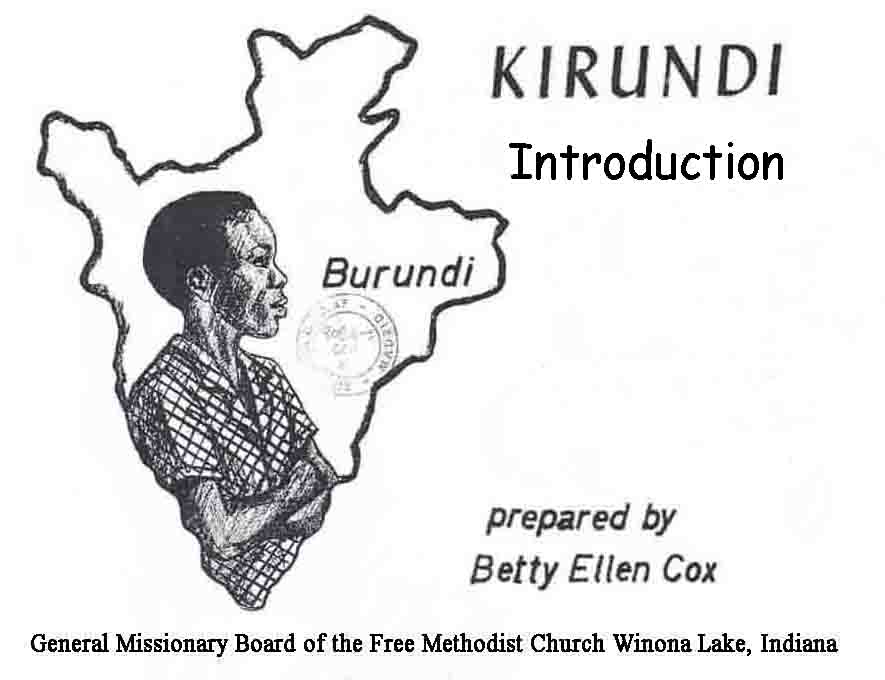 KIRUNDI
Introduction
Burundi
prepared by
Betty Ellen Cox
General Missionary Board of the Free Methodist Church Winona Lake, Indiana